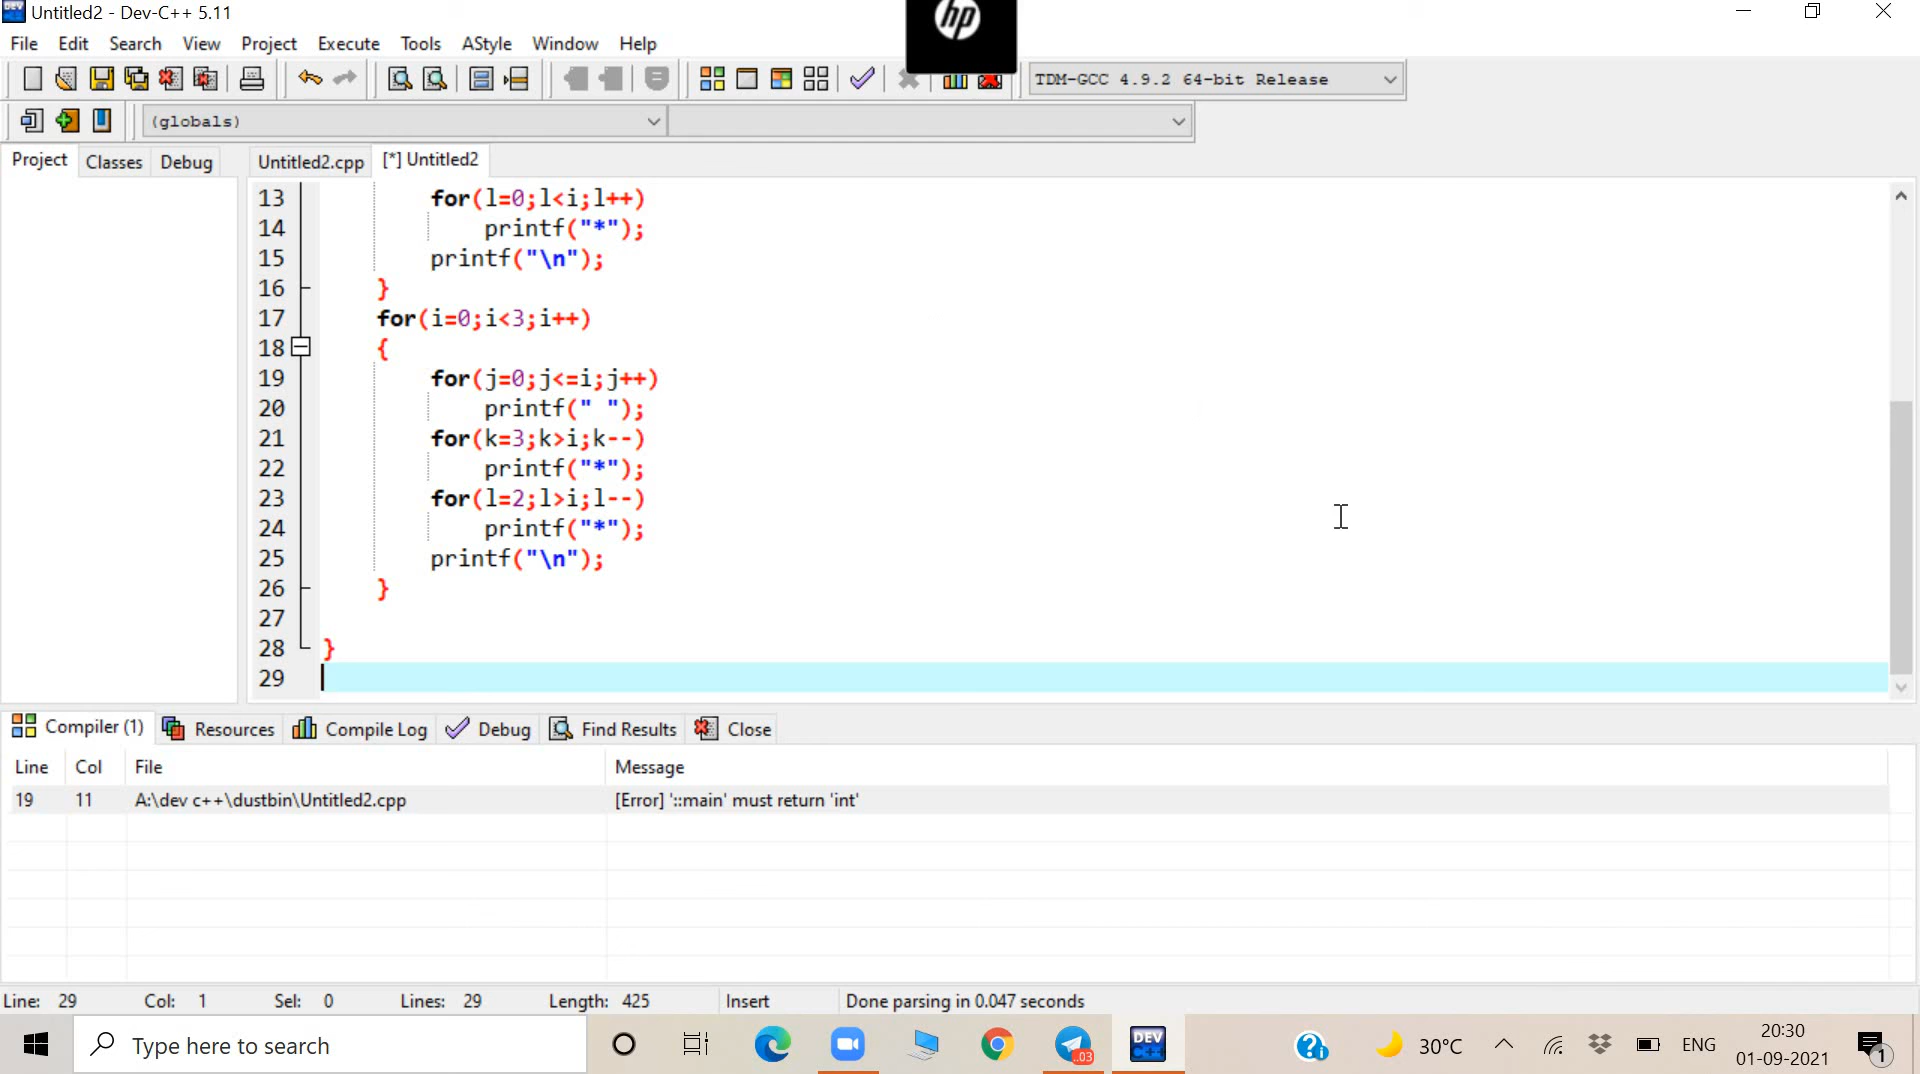 Untitled2 - Dev-C++ 5.11
hp
File Edit Search View Project Execute Tools AStyle Window Help
TDM-GCC 4.9.2 64-bit Release
(globals)
Project Classes Debug Untitled2.cpp [*] Untitled2
13 for(l=0;l<i;l++)
14 printf("*");
15 printf("\n");
16 }
17 for(i=0;i<3;i++)
18 {
19 for(j=0;j<=i;j++)
20 printf(" ");
21 for(k=3;k>i;k--)
22 printf("*");
23 for(l=2;l>i;l--)
24 printf("*");
25 printf("\n");
26 }
27
28 }
29
Compiler (1) Resources Compile Log Debug Find Results Close
Line Col File Message
19 11 A:\dev c++\dustbin\Untitled2.cpp [Error] '::main' must return 'int'
Line: 29 Col: 1 Sel: 0 Lines: 29 Length: 425 Insert Done parsing in 0.047 seconds
Type here to search ..03 DEV C++ 30°C ENG 20:30
01-09-2021 1